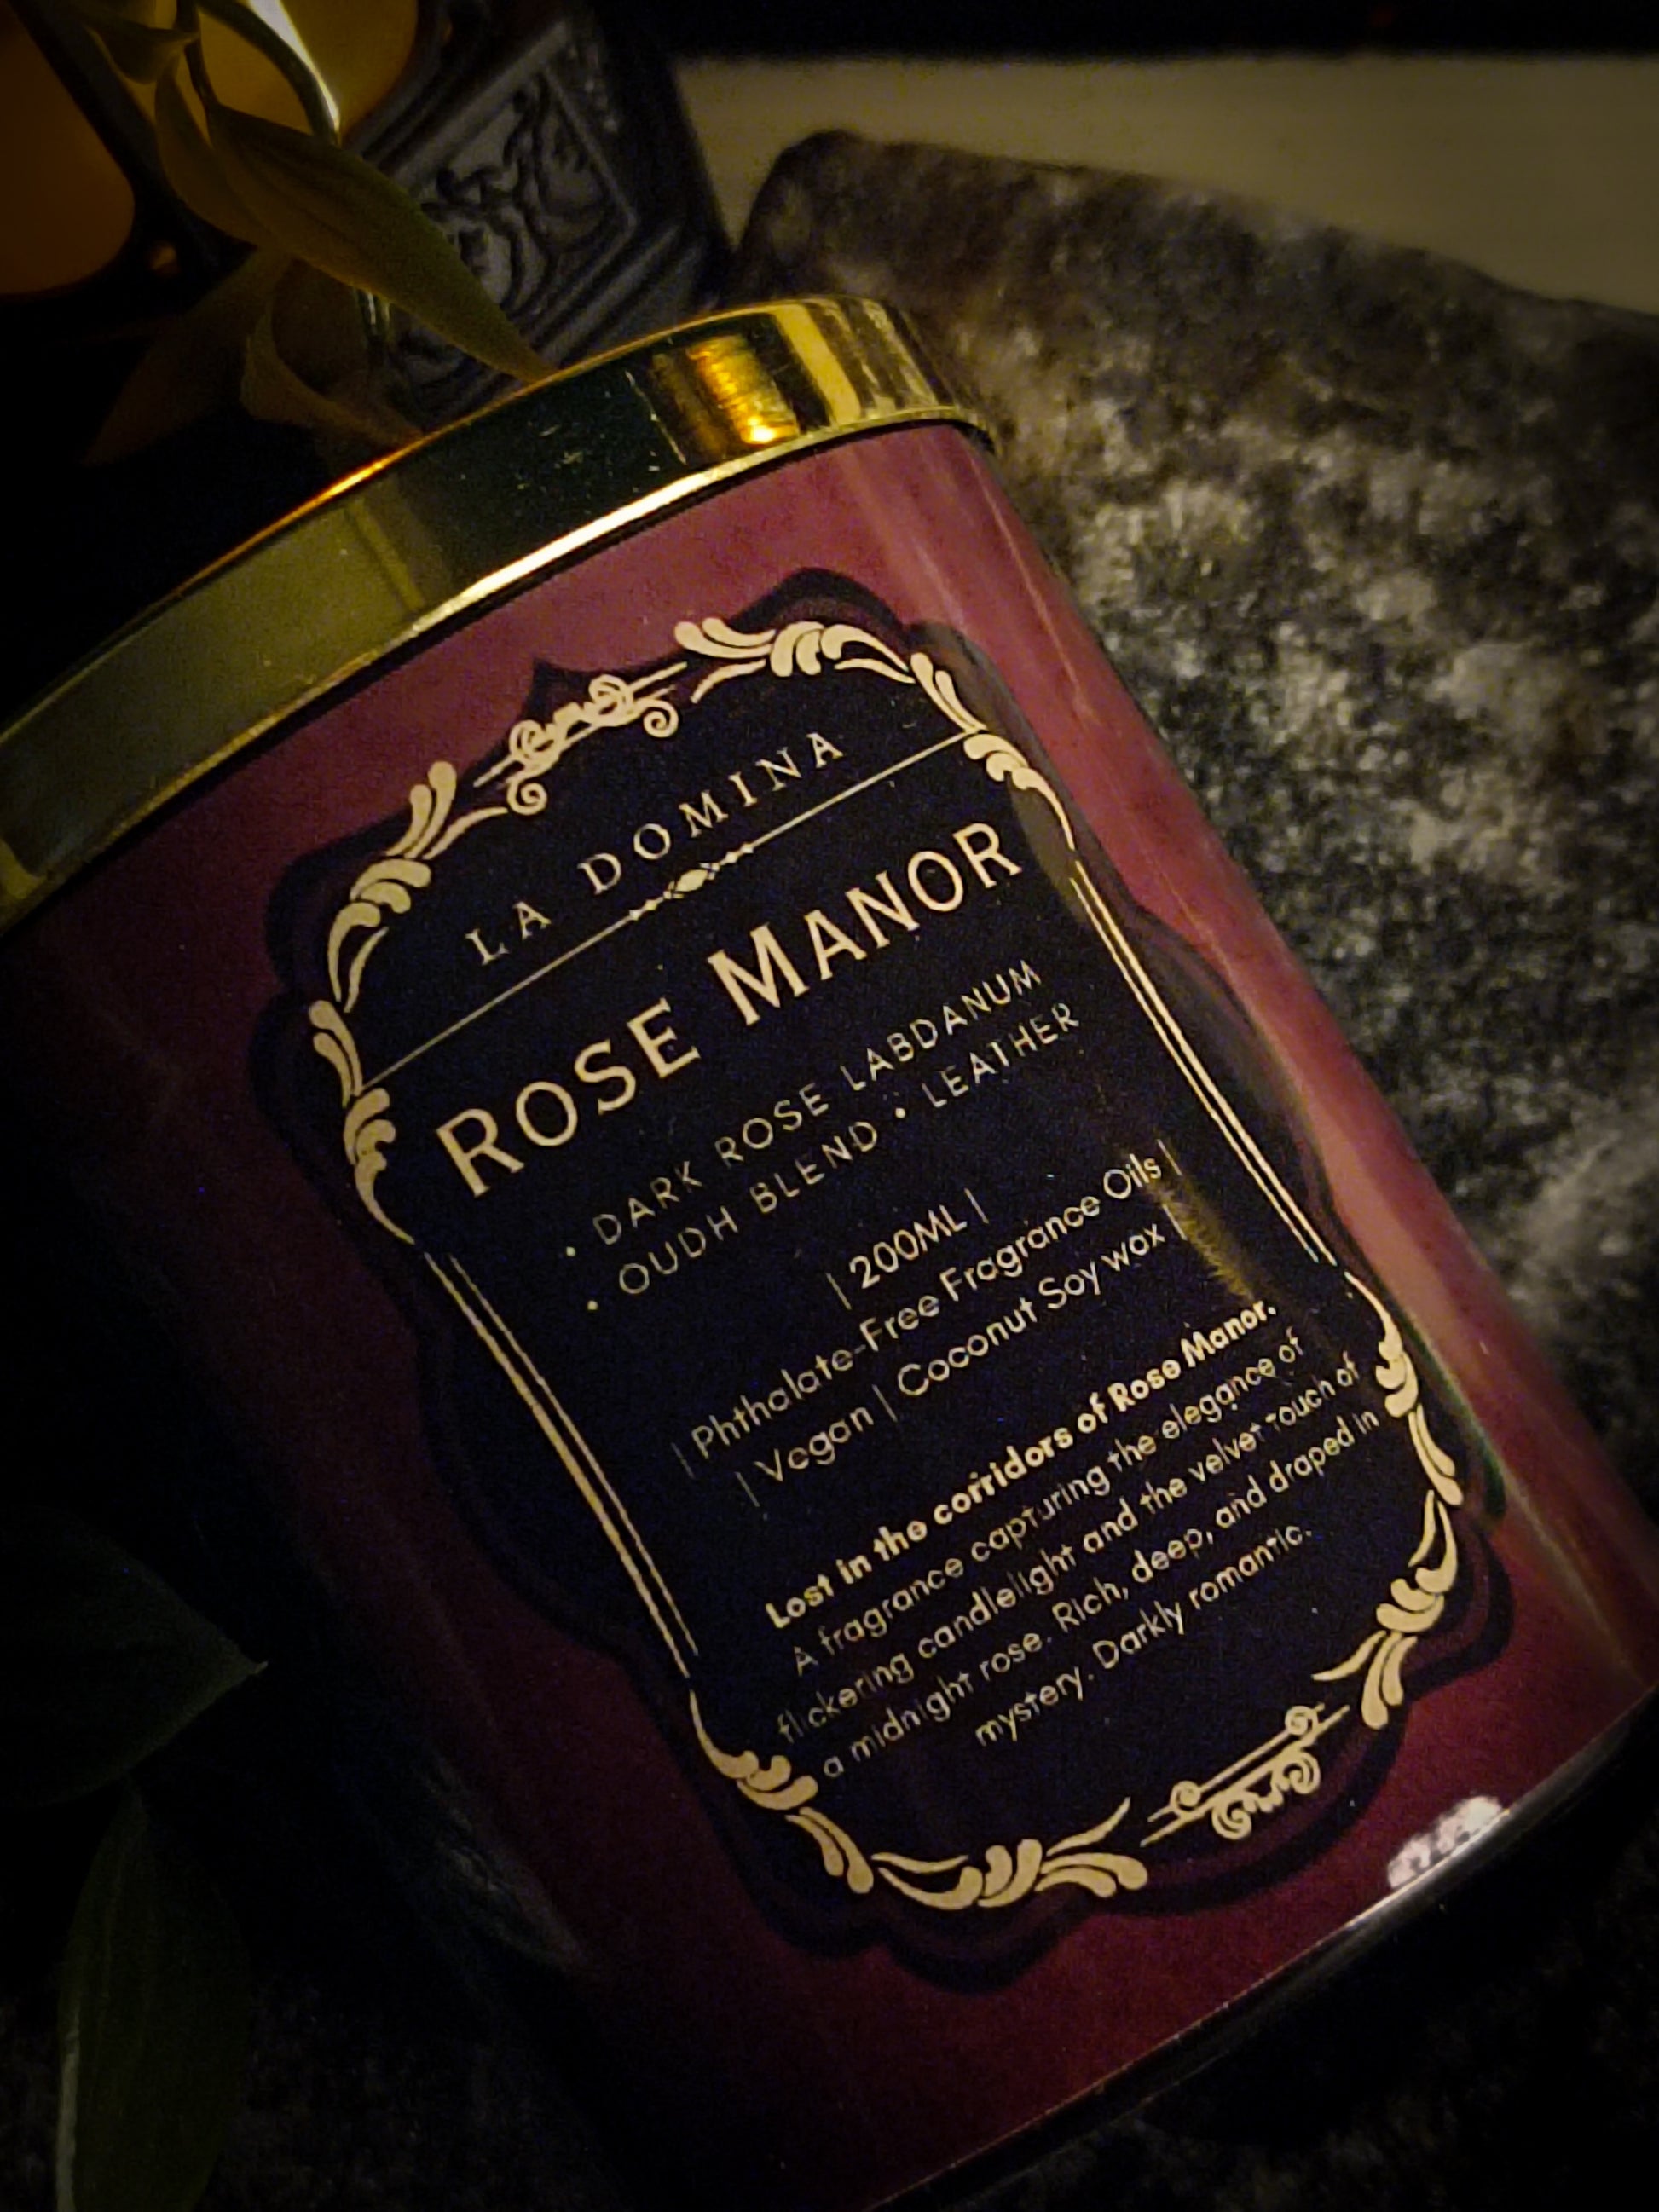 LA DOMINA
ROSE MANOR
• DARK ROSE LABDANUM
• OUDH BLEND • LEATHER
| 200ML |
| Phthalate-Free Fragrance Oils |
| Vegan | Coconut Soy wax |
Lost in the corridors of Rose Manor.
A fragrance capturing the elegance of
flickering candlelight and the velvet touch of
a midnight rose. Rich, deep, and draped in
mystery. Darkly romantic.